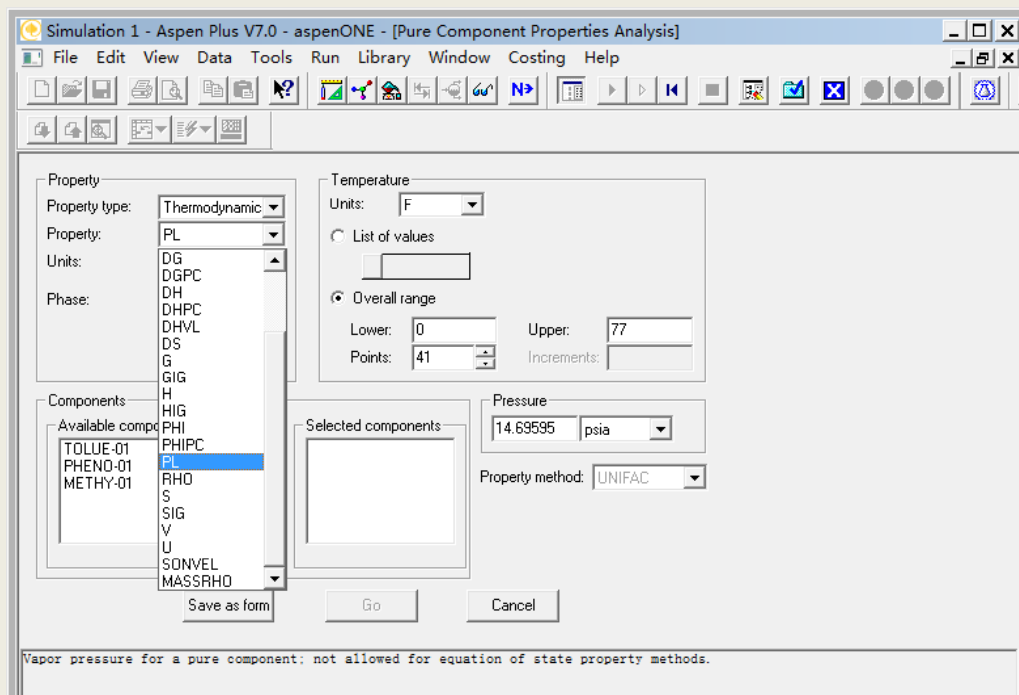 Simulation 1 - Aspen Plus V7.0 - aspenONE - [Pure Component Properties Analysis]
File Edit View Data Tools Run Library Window Costing Help
N>
Property
Property type: Thermodynamic
Property: PL
Units:
Phase:
DG
DGPC
DH
DHPC
DHVL
DS
G
GIG
H
HIG
PHI
PHIPC
PL
RHO
S
SIG
V
U
SONVEL
MASSRHO
Temperature
Units: F
List of values
Overall range
Lower: 0 Upper: 77
Points: 41 Increments:
Components
Available compo
TOLUE-01
PHENO-01
METHY-01
Selected components
Pressure
14.69595 psia
Property method: UNIFAC
Save as form Go Cancel
Vapor pressure for a pure component; not allowed for equation of state property methods.